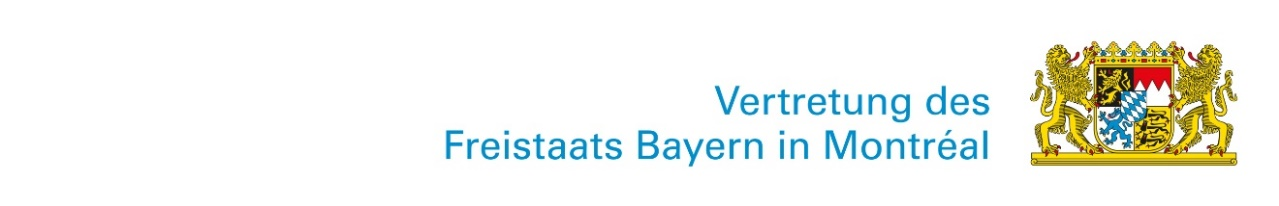 Vertretung des
Freistaats Bayern in Montréal